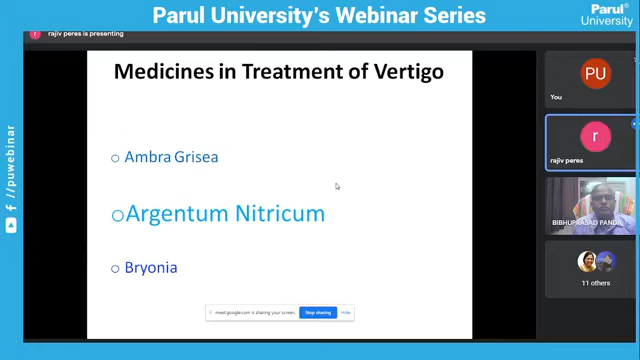 Parul University's Webinar Series
Parul®
University
r
rajiv peres is presenting
Medicines in Treatment of Vertigo
Ambra Grisea
Argentum Nitricum
Bryonia
meet.google.com is sharing your screen.
Stop sharing
Hide
PU
You
r
rajiv peres
BIBHUPRASAD PANDA
11 others
f //puwebinar